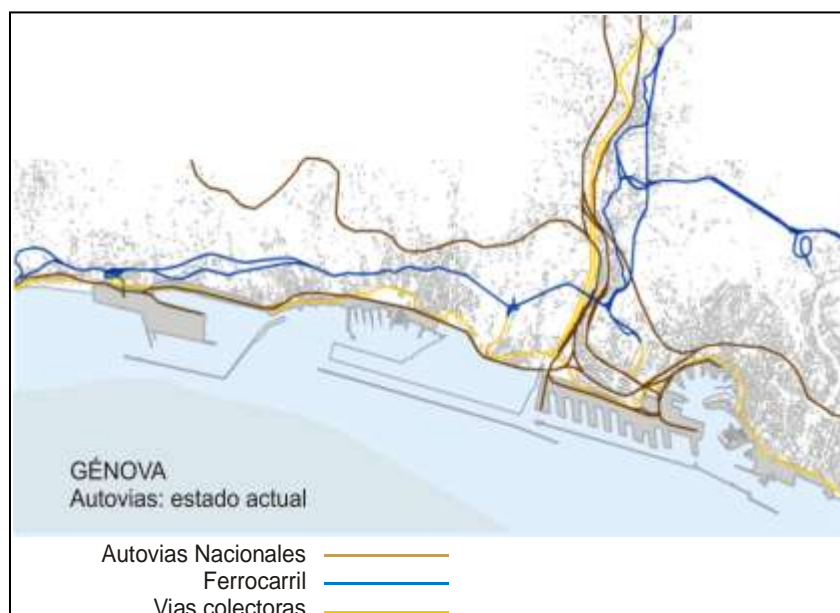 GÉNOVA
Autovias: estado actual
Autovias Nacionales
Ferrocarril
Vias colectoras